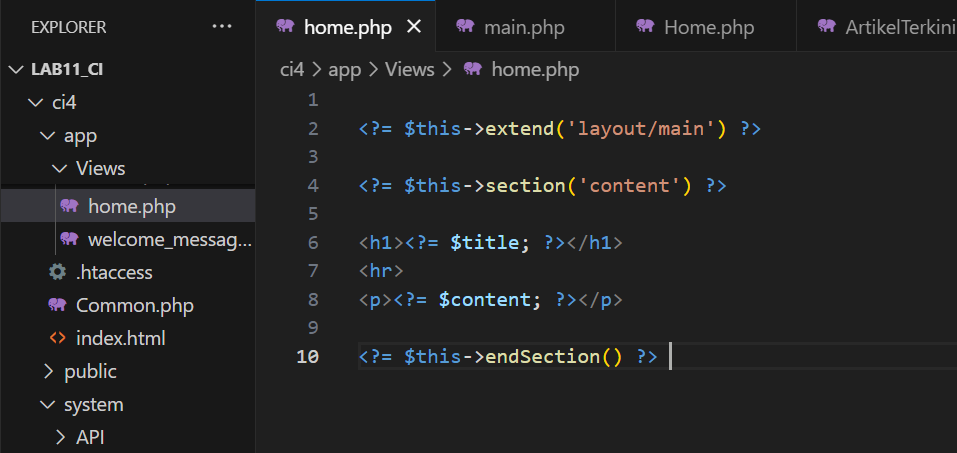 EXPLORER ...
LAB11_CI
ci4
app
Views
home.php
welcome_messag...
.htaccess
Common.php
index.html
public
system
API
home.php
main.php
Home.php
ArtikelTerkini
ci4 > app > Views > home.php
1
2 <?= $this->extend('layout/main') ?>
3
4 <?= $this->section('content') ?>
5
6 <h1><?= $title; ?></h1>
7 <hr>
8 <p><?= $content; ?></p>
9
10 <?= $this->endSection() ?>